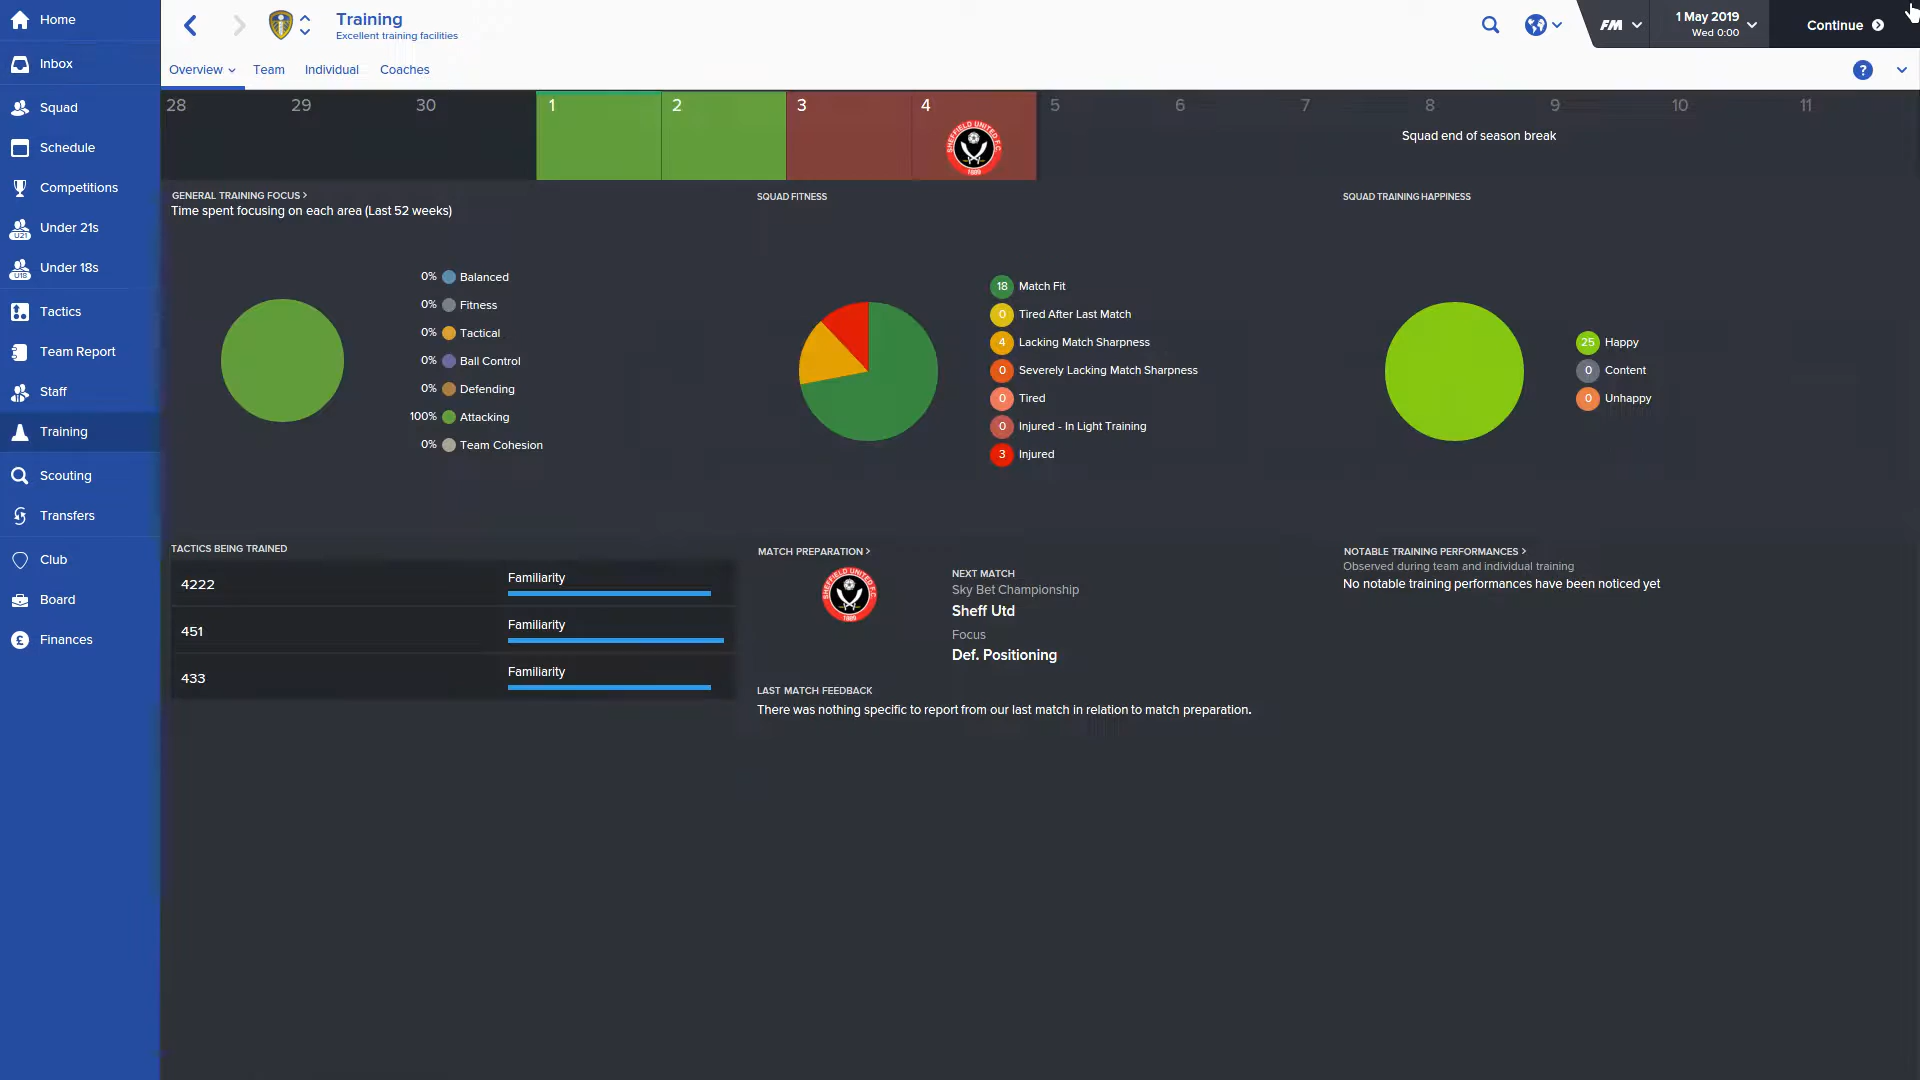 Home
Inbox
Squad
Schedule
Competitions
U21
Under 21s
U18
Under 18s
Tactics
Team Report
Staff
Training
Scouting
Transfers
Club
Board
£
Finances
Training
Excellent training facilities
FM
1 May 2019
Wed 0:00
Continue
Overview Team Individual Coaches
?
28 29 30 1 2 3 4 5 6 7 8 9 10 11
SHEFFIELD UNITED F.C.
1889
Squad end of season break
GENERAL TRAINING FOCUS >
Time spent focusing on each area (Last 52 weeks)
0% Balanced
0% Fitness
0% Tactical
0% Ball Control
0% Defending
100% Attacking
0% Team Cohesion
SQUAD FITNESS
18 Match Fit
0 Tired After Last Match
4 Lacking Match Sharpness
0 Severely Lacking Match Sharpness
0 Tired
0 Injured - In Light Training
3 Injured
SQUAD TRAINING HAPPINESS
25 Happy
0 Content
0 Unhappy
TACTICS BEING TRAINED
4222 Familiarity
451 Familiarity
433 Familiarity
MATCH PREPARATION >
SHEFFIELD UNITED F.C.
1889
NEXT MATCH
Sky Bet Championship
Sheff Utd
Focus
Def. Positioning
LAST MATCH FEEDBACK
There was nothing specific to report from our last match in relation to match preparation.
NOTABLE TRAINING PERFORMANCES >
Observed during team and individual training
No notable training performances have been noticed yet